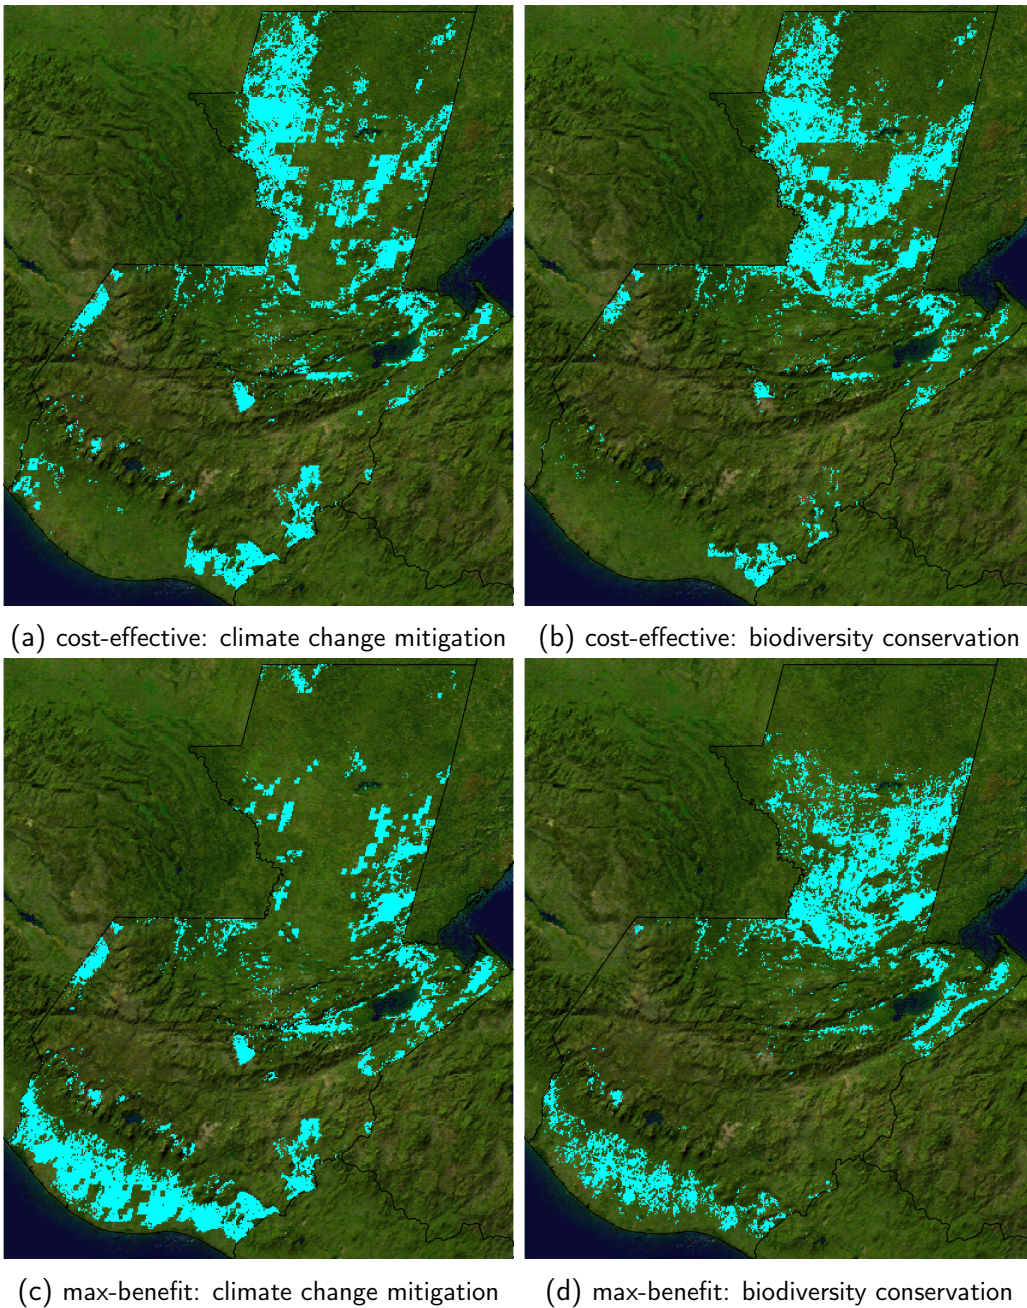 (a) cost-effective: climate change mitigation
(b) cost-effective: biodiversity conservation
(c) max-benefit: climate change mitigation
(d) max-benefit: biodiversity conservation